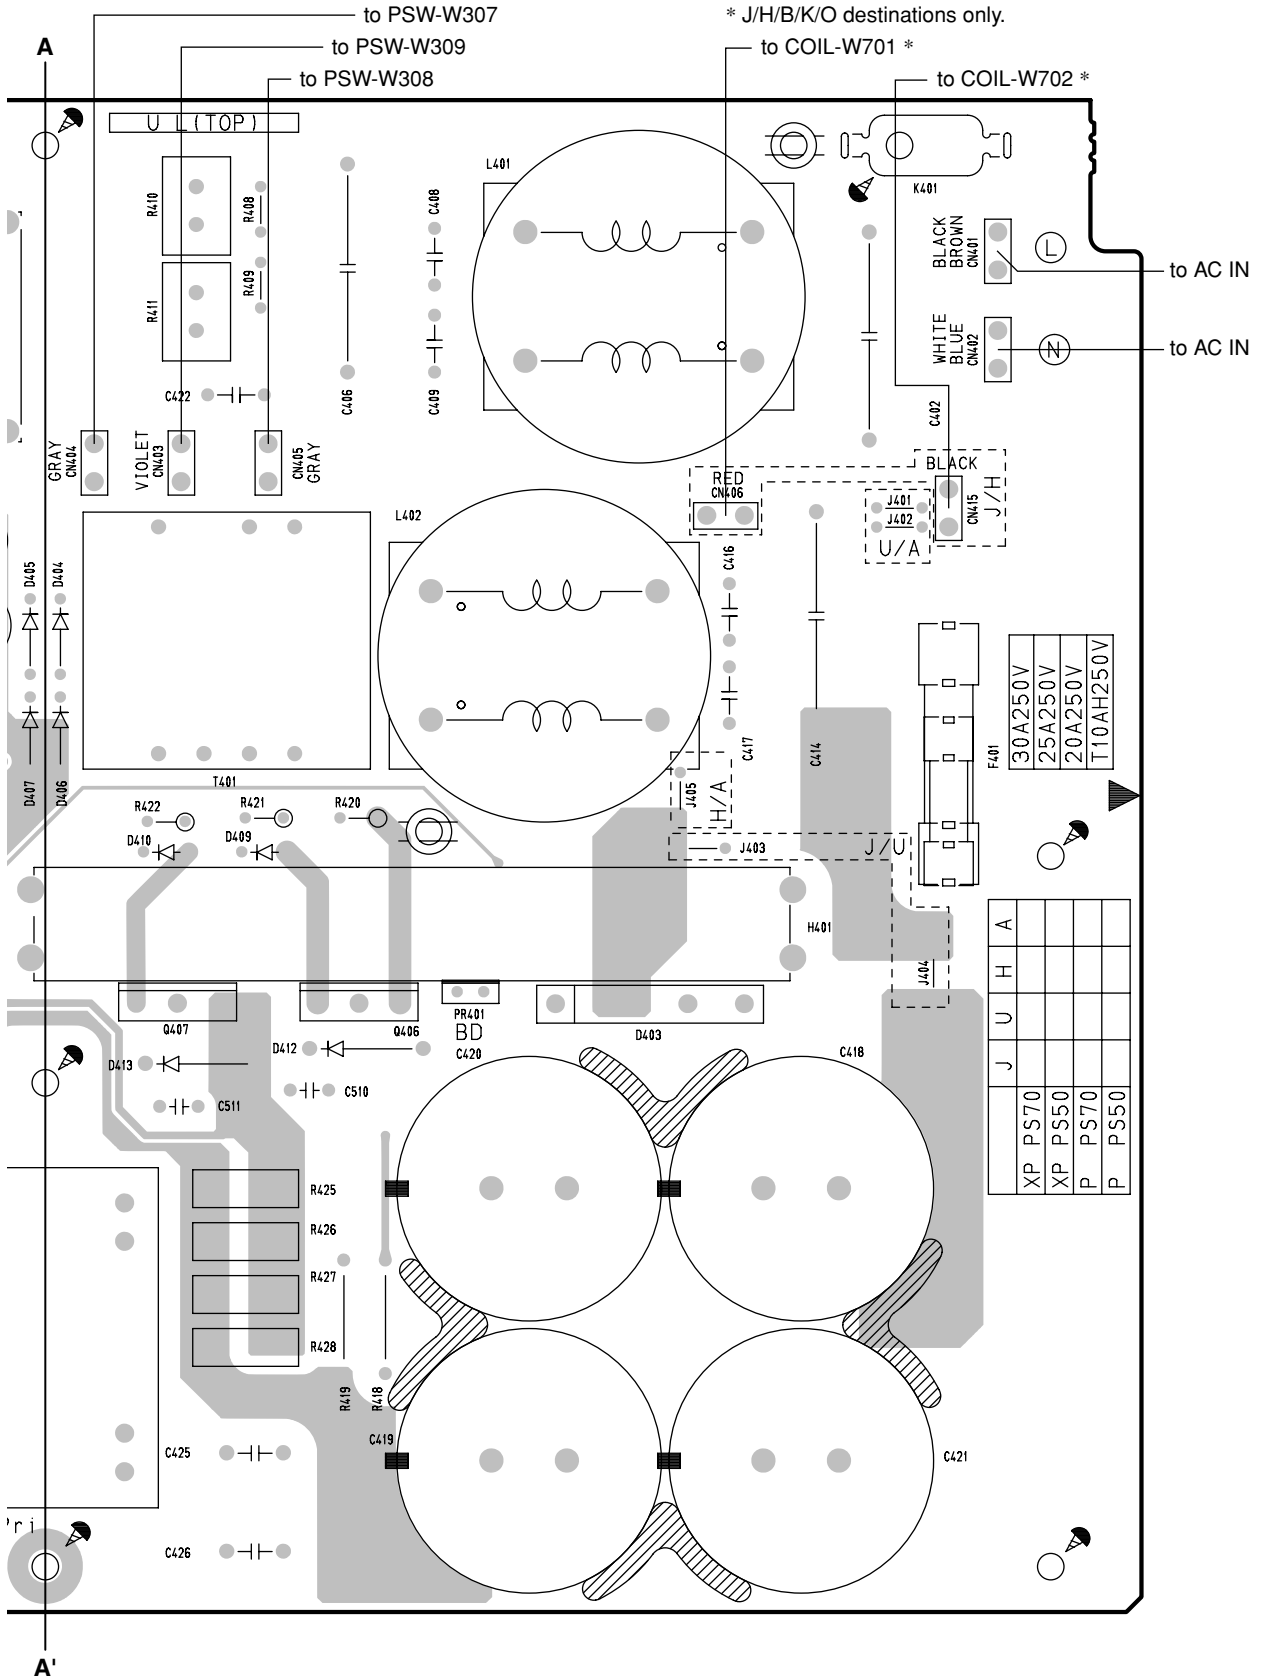 to PSW-W307
* J/H/B/K/O destinations only.
A
to PSW-W309
to COIL-W701 *
to PSW-W308
to COIL-W702 *
U L(TOP)
L401
K401
R410
R408
C408
BLACK
BROWN
CN401
L
to AC IN
R411
R409
WHITE
BLUE
CN402
N
to AC IN
C422
C406
C409
C402
GRAY
CN404
VIOLET
CN403
CN405
GRAY
BLACK
RED
CN406
J401
J402
U/A
CN415
J/H
L402
C416
D405
D404
30A250V
25A250V
20A250V
T10AH250V
F401
C417
C414
D407
D406
T401
J405
H/A
R422
R421
R420
D410
D409
J403
J/U
H401
J404
A
H
U
J
Q407
Q406
PR401
BD
D403
D413
D412
C420
C418
C511
C510
XP PS70
XP PS50
P PS70
P PS50
R425
R426
R427
R428
R419
R418
C419
C425
C421
Pri
C426
A'